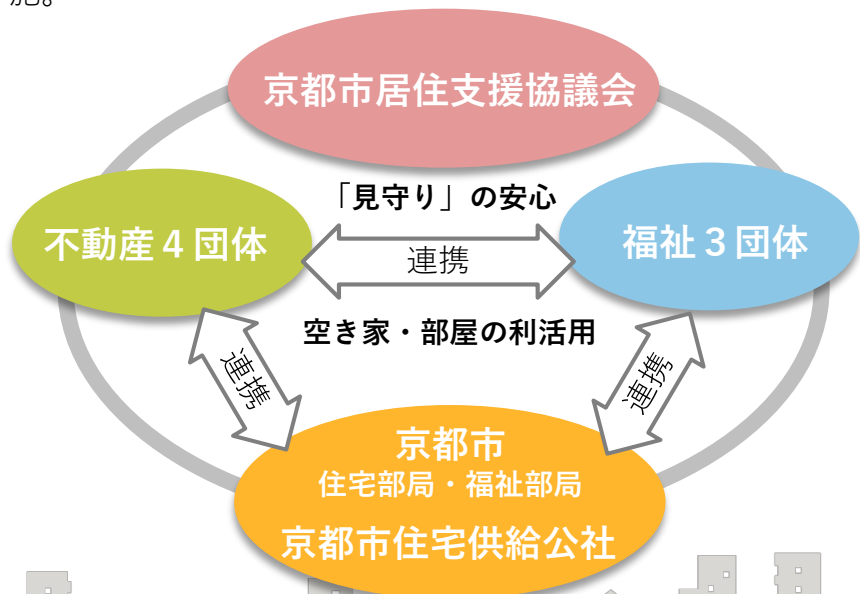 施。
京都市居住支援協議会
「見守り」の安心
不動産４団体
連携
福祉３団体
空き家・部屋の利活用
連携
連携
京都市
住宅部局・福祉部局
京都市住宅供給公社